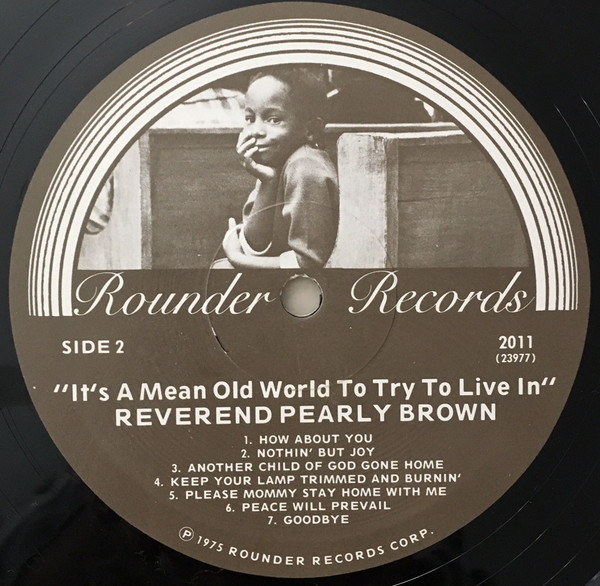 Rounder Records
SIDE 2
2011
(23977)
"It's A Mean Old World To Try To Live In"
REVEREND PEARLY BROWN
1. HOW ABOUT YOU
2. NOTHIN' BUT JOY
3. ANOTHER CHILD OF GOD GONE HOME
4. KEEP YOUR LAMP TRIMMED AND BURNIN'
5. PLEASE MOMMY STAY HOME WITH ME
6. PEACE WILL PREVAIL
7. GOODBYE
℗ 1975 ROUNDER RECORDS CORP.